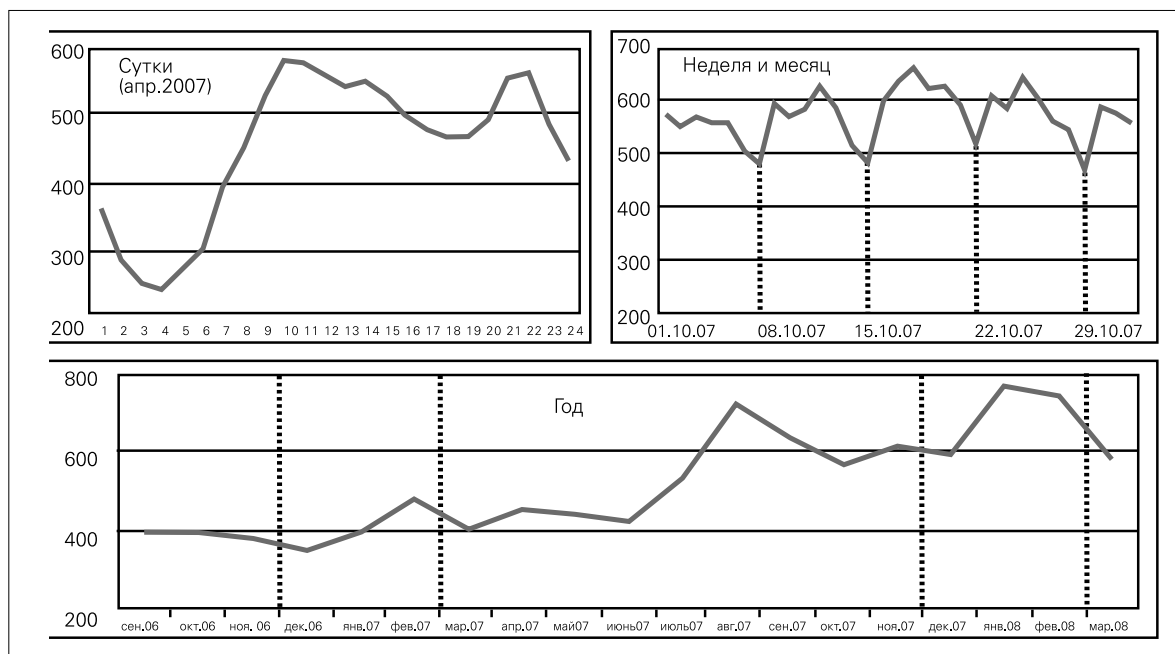 600
500
400
300
200
Сутки
(апр.2007)
1 2 3 4 5 6 7 8 9 10 11 12 13 14 15 16 17 18 19 20 21 22 23 24
700
600
500
400
300
200
Неделя и месяц
01.10.07 08.10.07 15.10.07 22.10.07 29.10.07
800
600
400
200
Год
сен.06 окт.06 ноя. 06 дек.06 янв.07 фев.07 мар.07 апр.07 май07 июнь07 июль07 авг.07 сен.07 окт.07 ноя.07 дек.07 янв.08 фев.08 мар.08